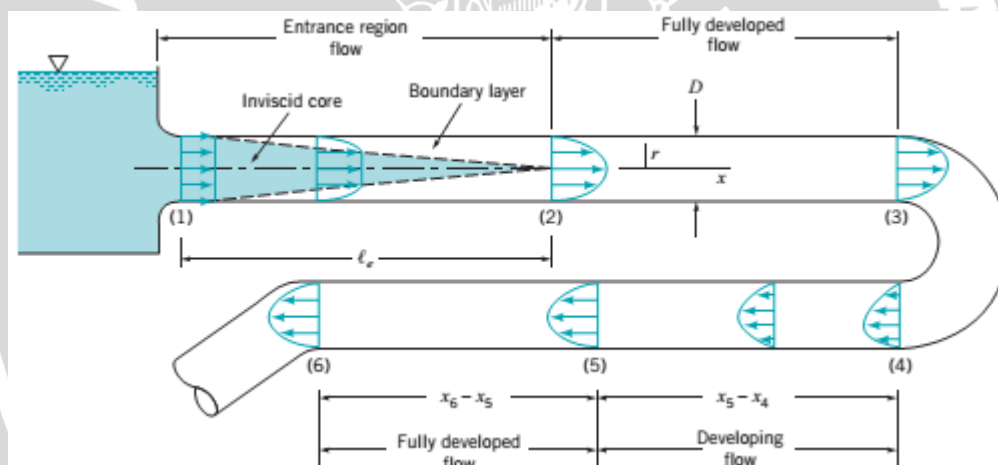 Entrance region
flow
Fully developed
flow
Inviscid core
Boundary layer
D
r
x
(1)
(2)
(3)
ℓₑ
(6)
(5)
(4)
x₆ – x₅
x₅ – x₄
Fully developed
flow
Developing
flow